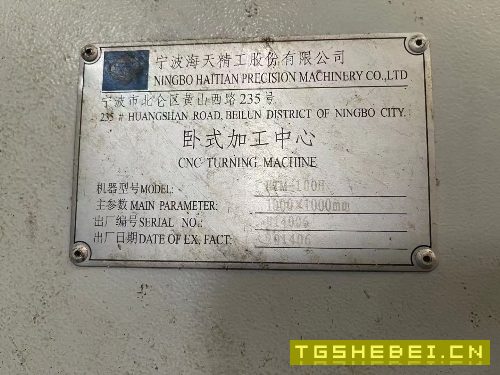 宁波海天精工股份有限公司
NINGBO HAITIAN PRECISION MACHINERY CO.,LTD
宁波市北仑区黄山西路235号
235 # HUANGSHAN ROAD, BEILUN DISTRICT OF NINGBO CITY.
卧式加工中心
CNC TURNING MACHINE
机器型号MODEL:
主参数MAIN PARAMETER: 1000×1000mm
出厂编号SERIAL NO.:
出厂日期DATE OF EX. FACT: 201406
TGSHEBEI.CN